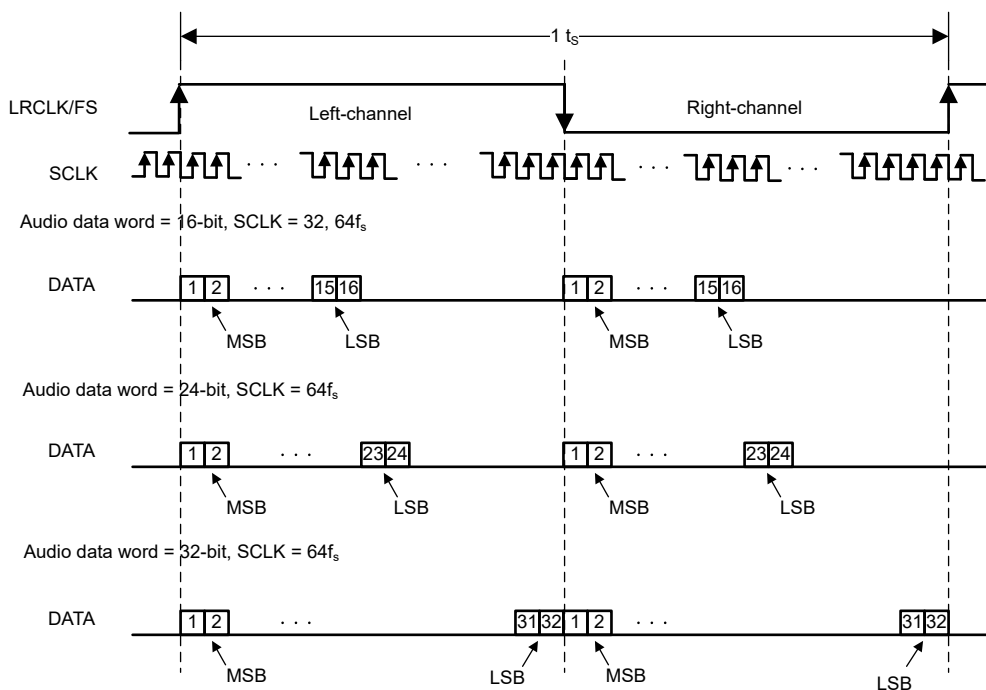 1 tS
LRCLK/FS
Left-channel
Right-channel
SCLK
. . .
. . .
. . .
. . .
Audio data word = 16-bit, SCLK = 32, 64fs
DATA
1 2 . . . 15 16 1 2 . . . 15 16
MSB LSB MSB LSB
Audio data word = 24-bit, SCLK = 64fs
DATA
1 2 . . . 23 24 1 2 . . . 23 24
MSB LSB MSB LSB
Audio data word = 32-bit, SCLK = 64fs
DATA
1 2 . . . 31 32 1 2 . . . 31 32
MSB LSB MSB LSB